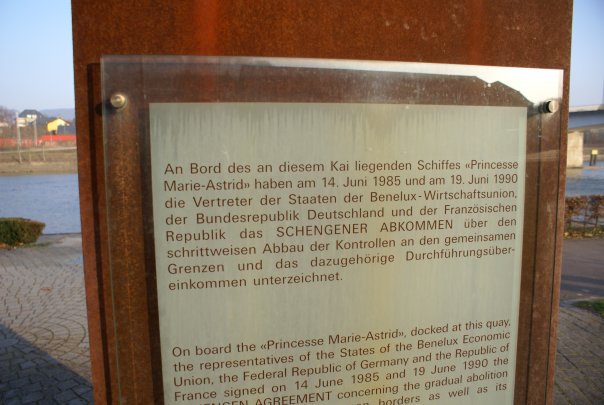 An Bord des an diesem Kai liegenden Schiffes «Princesse
Marie-Astrid» haben am 14. Juni 1985 und am 19. Juni 1990
die Vertreter der Staaten der Benelux-Wirtschaftsunion,
der Bundesrepublik Deutschland und der Französischen
Republik das SCHENGENER ABKOMMEN über den
schrittweisen Abbau der Kontrollen an den gemeinsamen
Grenzen und das dazugehörige Durchführungsüber-
einkommen unterzeichnet.
On board the «Princesse Marie-Astrid», docked at this quay,
the representatives of the States of the Benelux Economic
Union, the Federal Republic of Germany and the Republic of
France signed on 14 June 1985 and 19 June 1990 the
AGREEMENT concerning the gradual abolition
borders as well as its